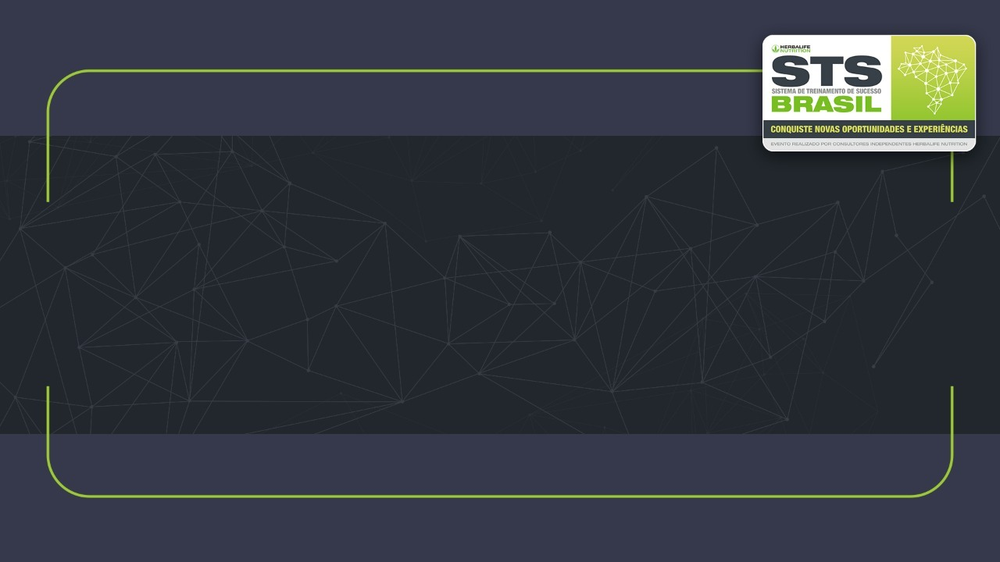 HERBALIFE
NUTRITION
STS
SISTEMA DE TREINAMENTO DE SUCESSO
BRASIL
CONQUISTE NOVAS OPORTUNIDADES E EXPERIÊNCIAS
EVENTO REALIZADO POR CONSULTORES INDEPENDENTES HERBALIFE NUTRITION